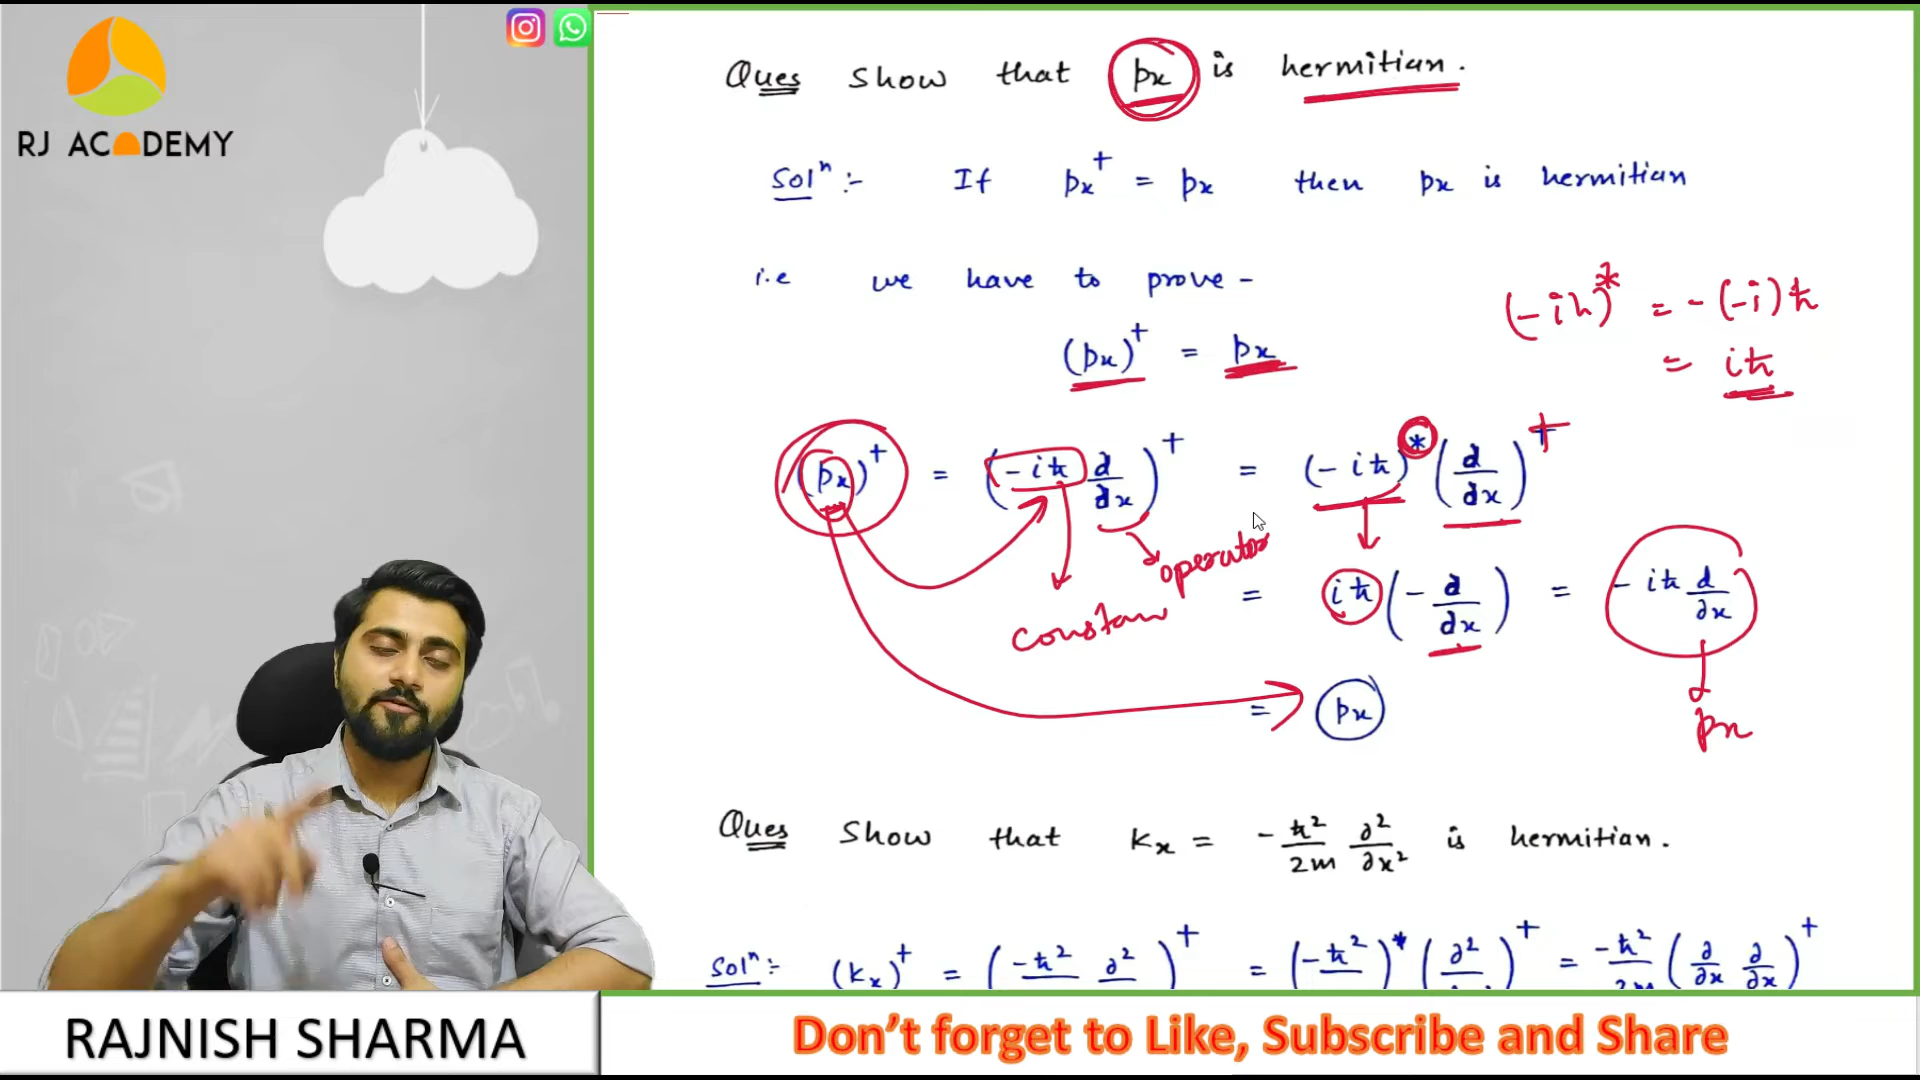 RJ ACADEMY
Ques Show that px is hermitian.
Solⁿ:- If px† = px then px is hermitian
i.e we have to prove -
(px)† = px
(-iħ)* = -(-i)ħ
= iħ
(px)† = (-iħ d/dx)† = (-iħ)* (d/dx)†
operator
constan
= iħ (- d/dx) = -iħ d/dx
= px
px
Ques Show that Kx = -ħ²/2m ∂²/∂x² is hermitian.
Solⁿ:- (Kx)† = (-ħ² ∂²)† = (-ħ²)* (∂²)† = -ħ²/2m (∂/∂x ∂/∂x)†
RAJNISH SHARMA
Don't forget to Like, Subscribe and Share